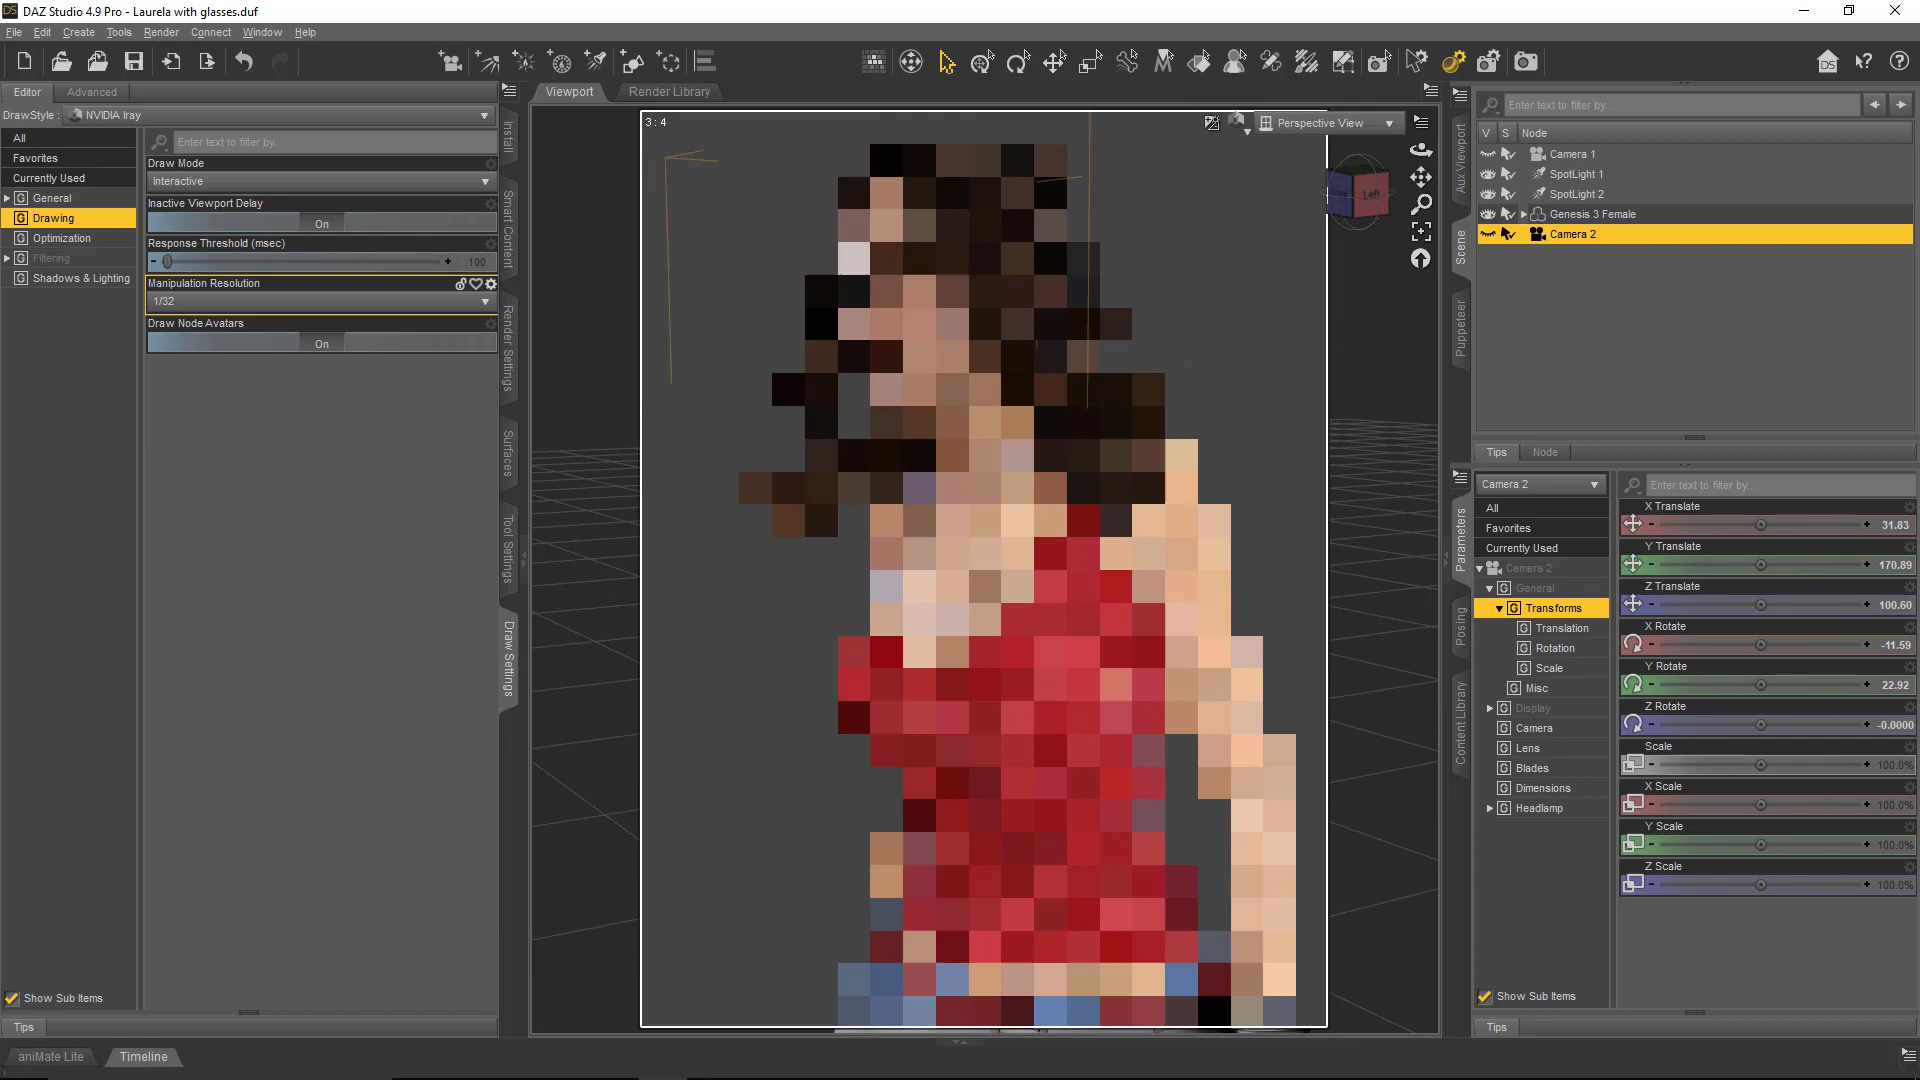 DAZ Studio 4.9 Pro - Laurela with glasses.duf
File Edit Create Tools Render Connect Window Help
Editor Advanced
DrawStyle : NVIDIA Iray
All
Favorites
Currently Used
General
Drawing
Optimization
Filtering
Shadows & Lighting
Show Sub Items
Tips
Enter text to filter by...
Draw Mode
Interactive
Inactive Viewport Delay
On
Response Threshold (msec)
100
Manipulation Resolution
1/32
Draw Node Avatars
On
Install
Smart Content
Render Settings
Surfaces
Tool Settings
Draw Settings
Viewport Render Library
3 : 4
Perspective View
Left
Aux Viewport
Scene
Puppeteer
Enter text to filter by...
V S Node
Camera 1
SpotLight 1
SpotLight 2
Genesis 3 Female
Camera 2
Tips Node
Parameters
Posing
Content Library
Camera 2
All
Favorites
Currently Used
Camera 2
General
Transforms
Translation
Rotation
Scale
Misc
Display
Camera
Lens
Blades
Dimensions
Headlamp
Show Sub Items
Tips
Enter text to filter by...
X Translate
31.83
Y Translate
170.89
Z Translate
100.60
X Rotate
-11.59
Y Rotate
22.92
Z Rotate
-0.0000
Scale
100.0%
X Scale
100.0%
Y Scale
100.0%
Z Scale
100.0%
aniMate Lite Timeline